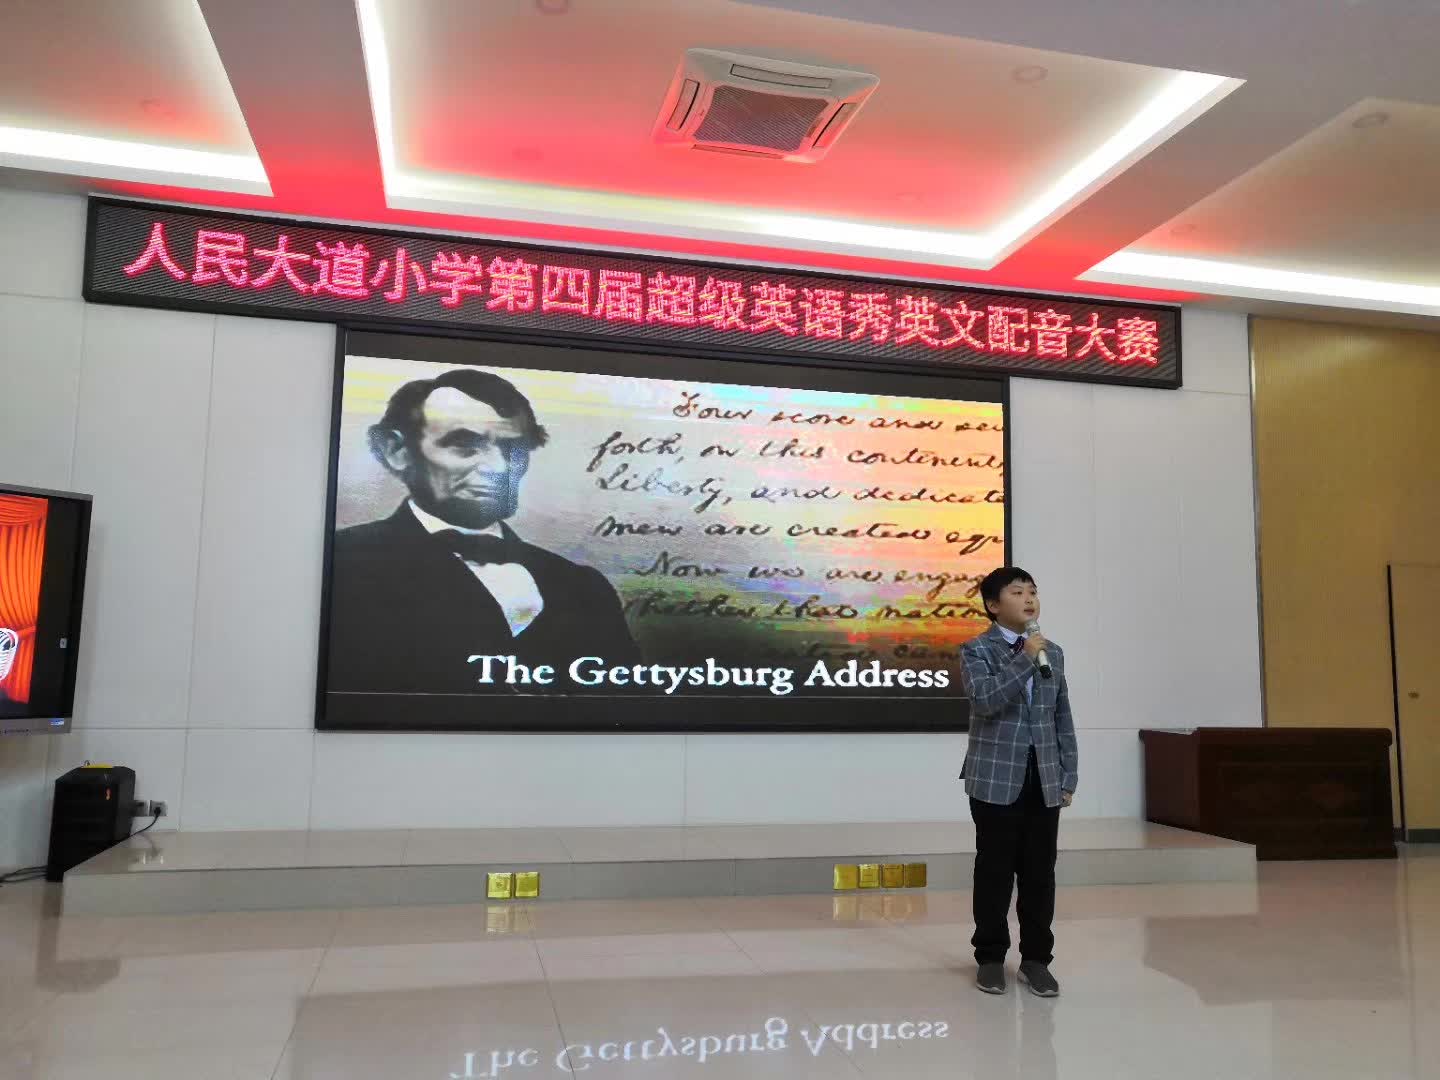 人民大道小学第四届超级英语秀英文配音大赛
Four score and sev
forth, on this continent,
Liberty, and dedicate
men are created equ
Now we are engag
whether that nation
The Gettysburg Address